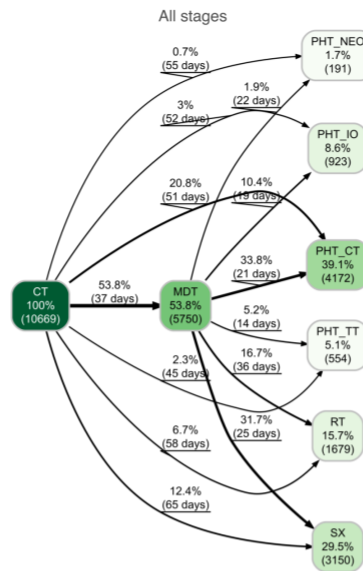 All stages
PHT_NEO
1.7%
(191)
0.7%
(55 days)
1.9%
(22 days)
3%
(52 days)
PHT_IO
8.6%
(923)
20.8%
(51 days)
10.4%
(19 days)
PHT_CT
39.1%
(4172)
33.8%
(21 days)
CT
100%
(10669)
53.8%
(37 days)
MDT
53.8%
(5750)
5.2%
(14 days)
PHT_TT
5.1%
(554)
2.3%
(45 days)
16.7%
(36 days)
31.7%
(25 days)
RT
15.7%
(1679)
6.7%
(58 days)
12.4%
(65 days)
SX
29.5%
(3150)